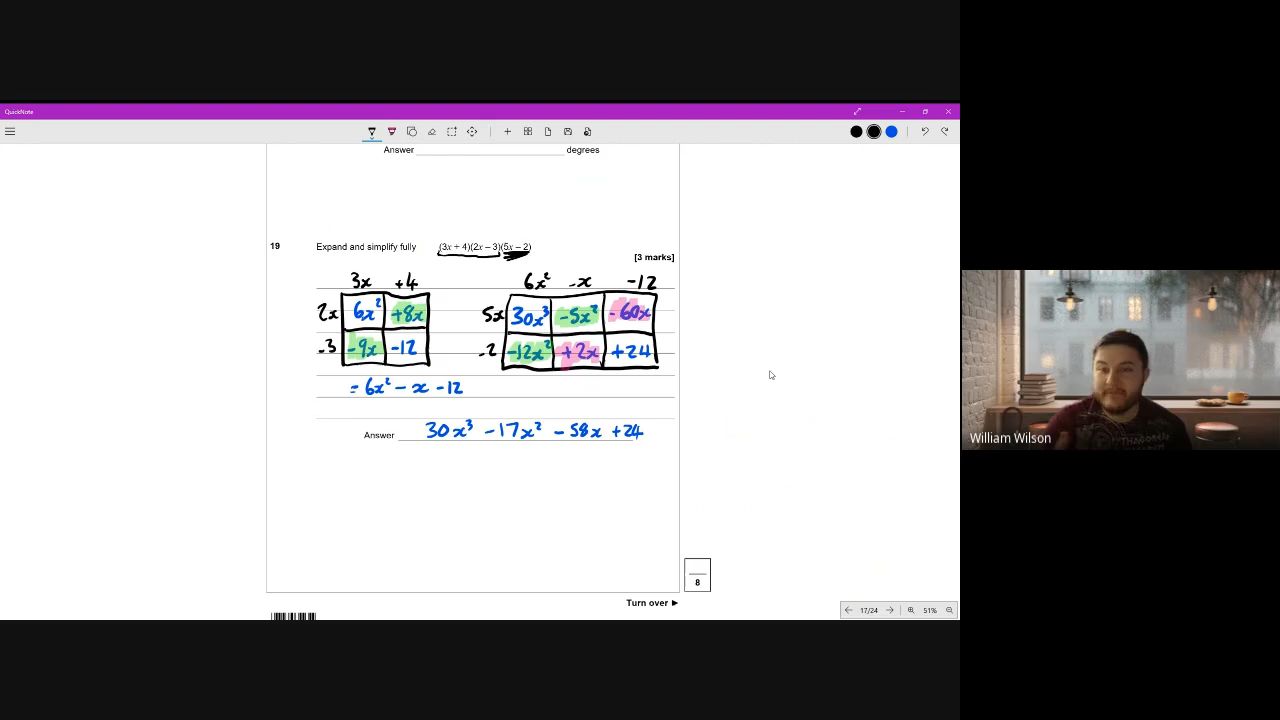 QuickNote
Answer degrees
19 Expand and simplify fully (3x + 4)(2x – 3)(5x – 2)
[3 marks]
3x +4 6x² -x -12
2x 6x² +8x 5x 30x³ -5x² -60x
-3 -9x -12 -2 -12x² +2x +24
= 6x² - x -12
Answer 30x³ -17x² - 58x +24
8
Turn over ▶
17/24 51%
William Wilson